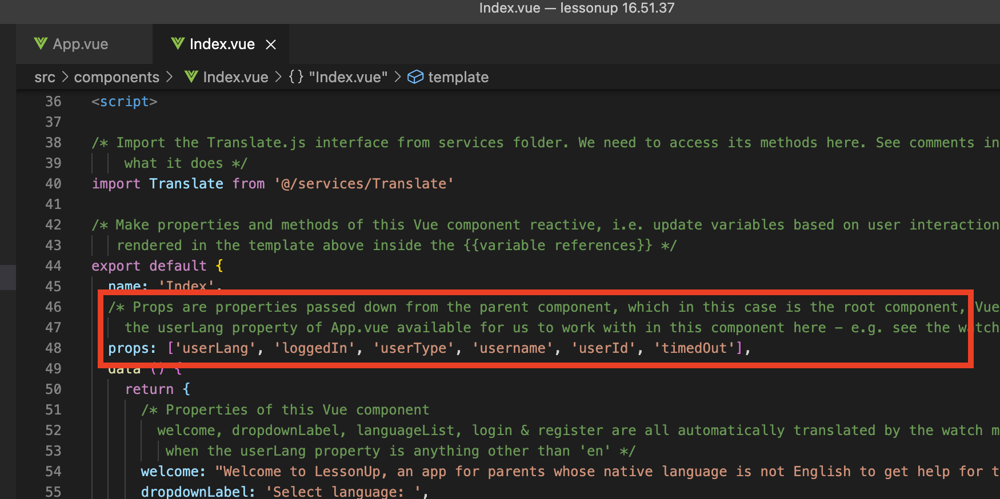 Index.vue — lessonup 16.51.37
App.vue
Index.vue
src > components > Index.vue > {} "Index.vue" > template
36 <script>
37
38 /* Import the Translate.js interface from services folder. We need to access its methods here. See comments in
39 what it does */
40 import Translate from '@/services/Translate'
41
42 /* Make properties and methods of this Vue component reactive, i.e. update variables based on user interaction
43 rendered in the template above inside the {{variable references}} */
44 export default {
45 name: 'Index',
46 /* Props are properties passed down from the parent component, which in this case is the root component, Vue
47 the userLang property of App.vue available for us to work with in this component here – e.g. see the watch
48 props: ['userLang', 'loggedIn', 'userType', 'username', 'userId', 'timedOut'],
49 data () {
50 return {
51 /* Properties of this Vue component
52 welcome, dropdownLabel, languageList, login & register are all automatically translated by the watch m
53 when the userLang property is anything other than 'en' */
54 welcome: "Welcome to LessonUp, an app for parents whose native language is not English to get help for t
55 dropdownLabel: 'Select language: ',